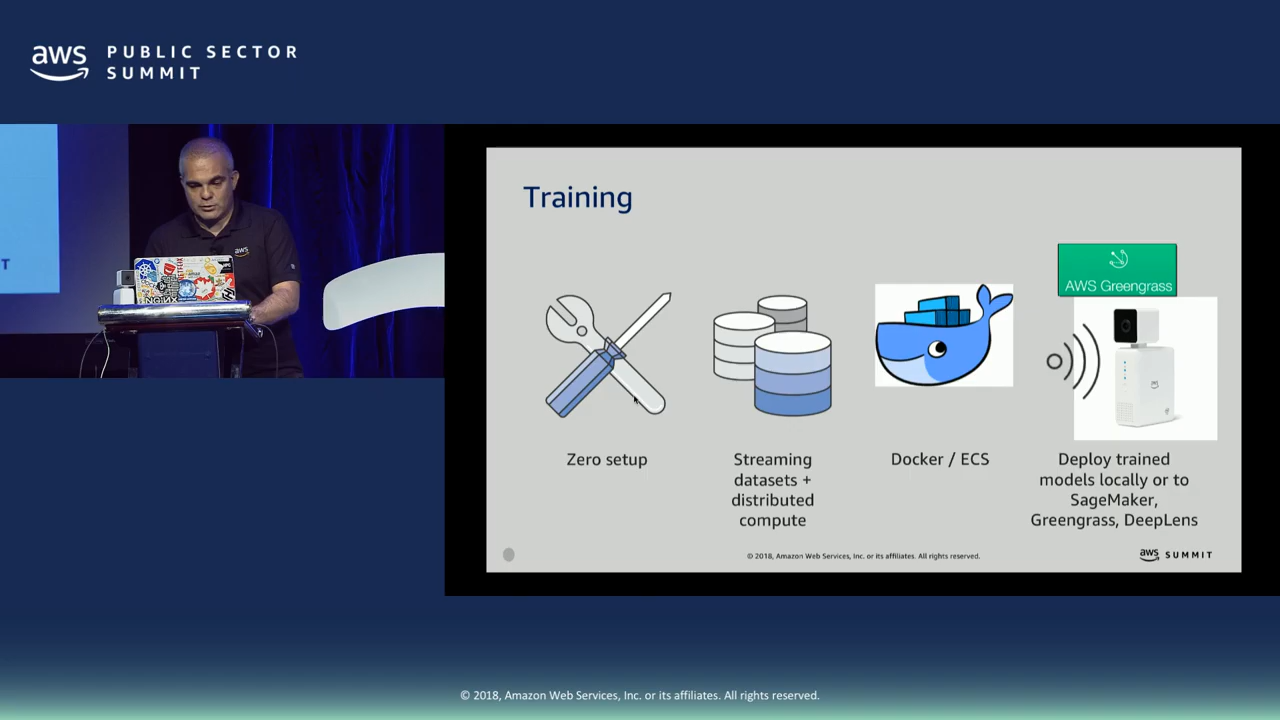 aws PUBLIC SECTOR
SUMMIT
T
aws
NGINX
Training
AWS Greengrass
Zero setup
Streaming
datasets +
distributed
compute
Docker / ECS
Deploy trained
models locally or to
SageMaker,
Greengrass, DeepLens
© 2018, Amazon Web Services, Inc. or its affiliates. All rights reserved.
aws SUMMIT
© 2018, Amazon Web Services, Inc. or its affiliates. All rights reserved.